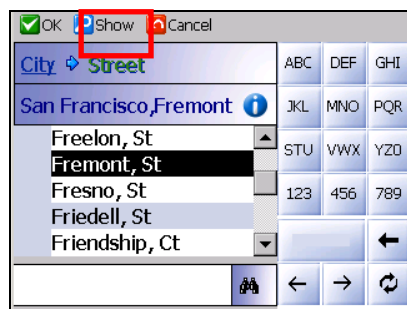 OK Show Cancel
City Street
San Francisco,Fremont
Freelon, St
Fremont, St
Fresno, St
Friedell, St
Friendship, Ct
ABC DEF GHI
JKL MNO PQR
STU VWX YZ0
123 456 789